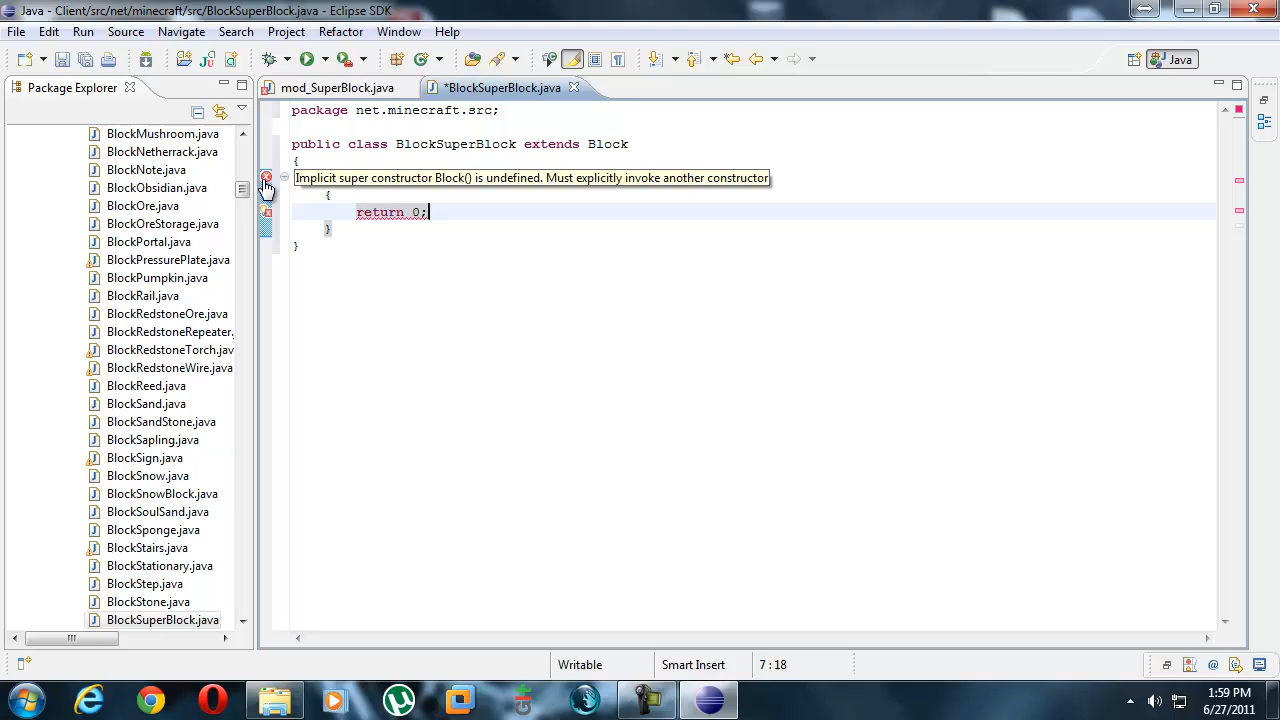 Java - Client/src/net/minecraft/src/BlockSuperBlock.java - Eclipse SDK
File Edit Run Source Navigate Search Project Refactor Window Help
Java
Package Explorer
mod_SuperBlock.java
*BlockSuperBlock.java
BlockMushroom.java
BlockNetherrack.java
BlockNote.java
BlockObsidian.java
BlockOre.java
BlockOreStorage.java
BlockPortal.java
BlockPressurePlate.java
BlockPumpkin.java
BlockRail.java
BlockRedstoneOre.java
BlockRedstoneRepeater.
BlockRedstoneTorch.jav
BlockRedstoneWire.java
BlockReed.java
BlockSand.java
BlockSandStone.java
BlockSapling.java
BlockSign.java
BlockSnow.java
BlockSnowBlock.java
BlockSoulSand.java
BlockSponge.java
BlockStairs.java
BlockStationary.java
BlockStep.java
BlockStone.java
BlockSuperBlock.java
package net.minecraft.src;
public class BlockSuperBlock extends Block
{
Implicit super constructor Block() is undefined. Must explicitly invoke another constructor
{
return 0;
}
}
Writable
Smart Insert
7 : 18
1:59 PM
6/27/2011